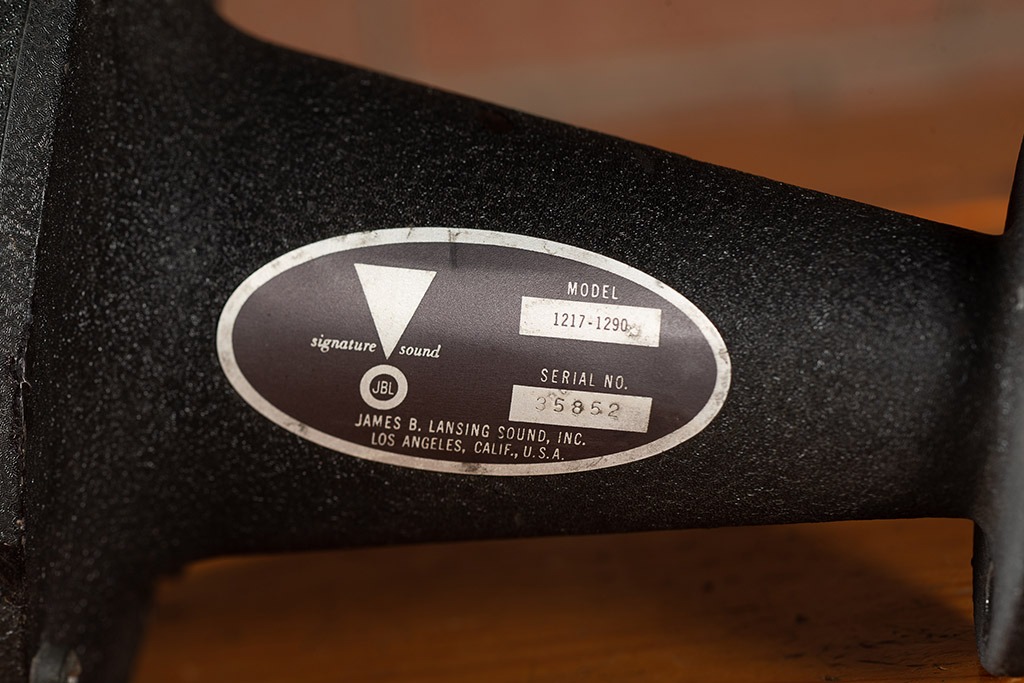 MODEL
1217-1290
signature sound
SERIAL NO.
35852
JBL
JAMES B. LANSING SOUND, INC.
LOS ANGELES, CALIF., U.S.A.